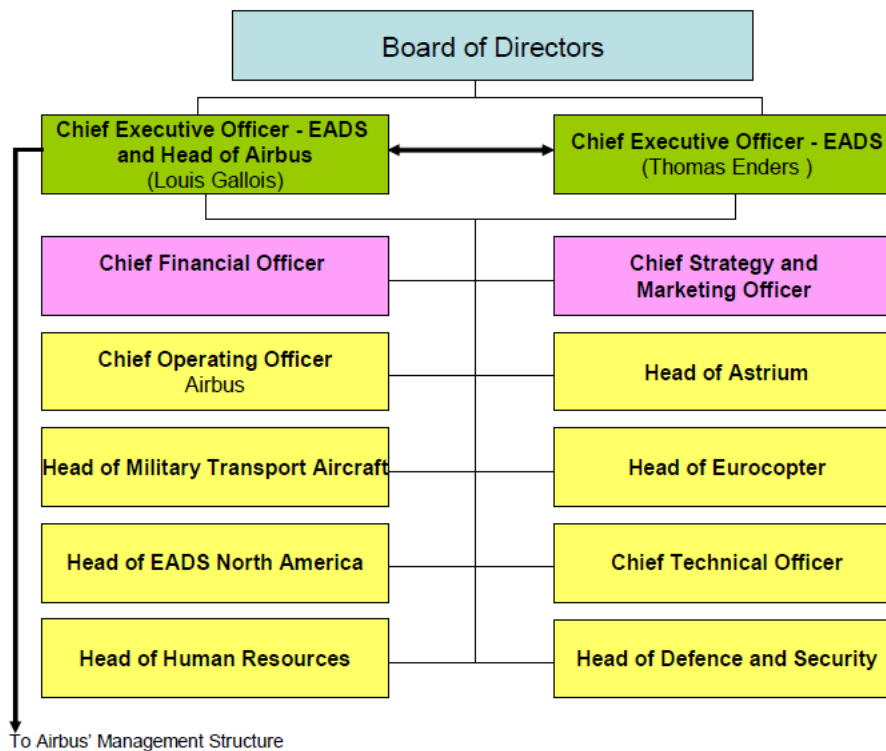 Board of Directors
Chief Executive Officer - EADS
and Head of Airbus
(Louis Gallois)
Chief Executive Officer - EADS
(Thomas Enders )
Chief Financial Officer
Chief Strategy and
Marketing Officer
Chief Operating Officer
Airbus
Head of Astrium
Head of Military Transport Aircraft
Head of Eurocopter
Head of EADS North America
Chief Technical Officer
Head of Human Resources
Head of Defence and Security
To Airbus' Management Structure